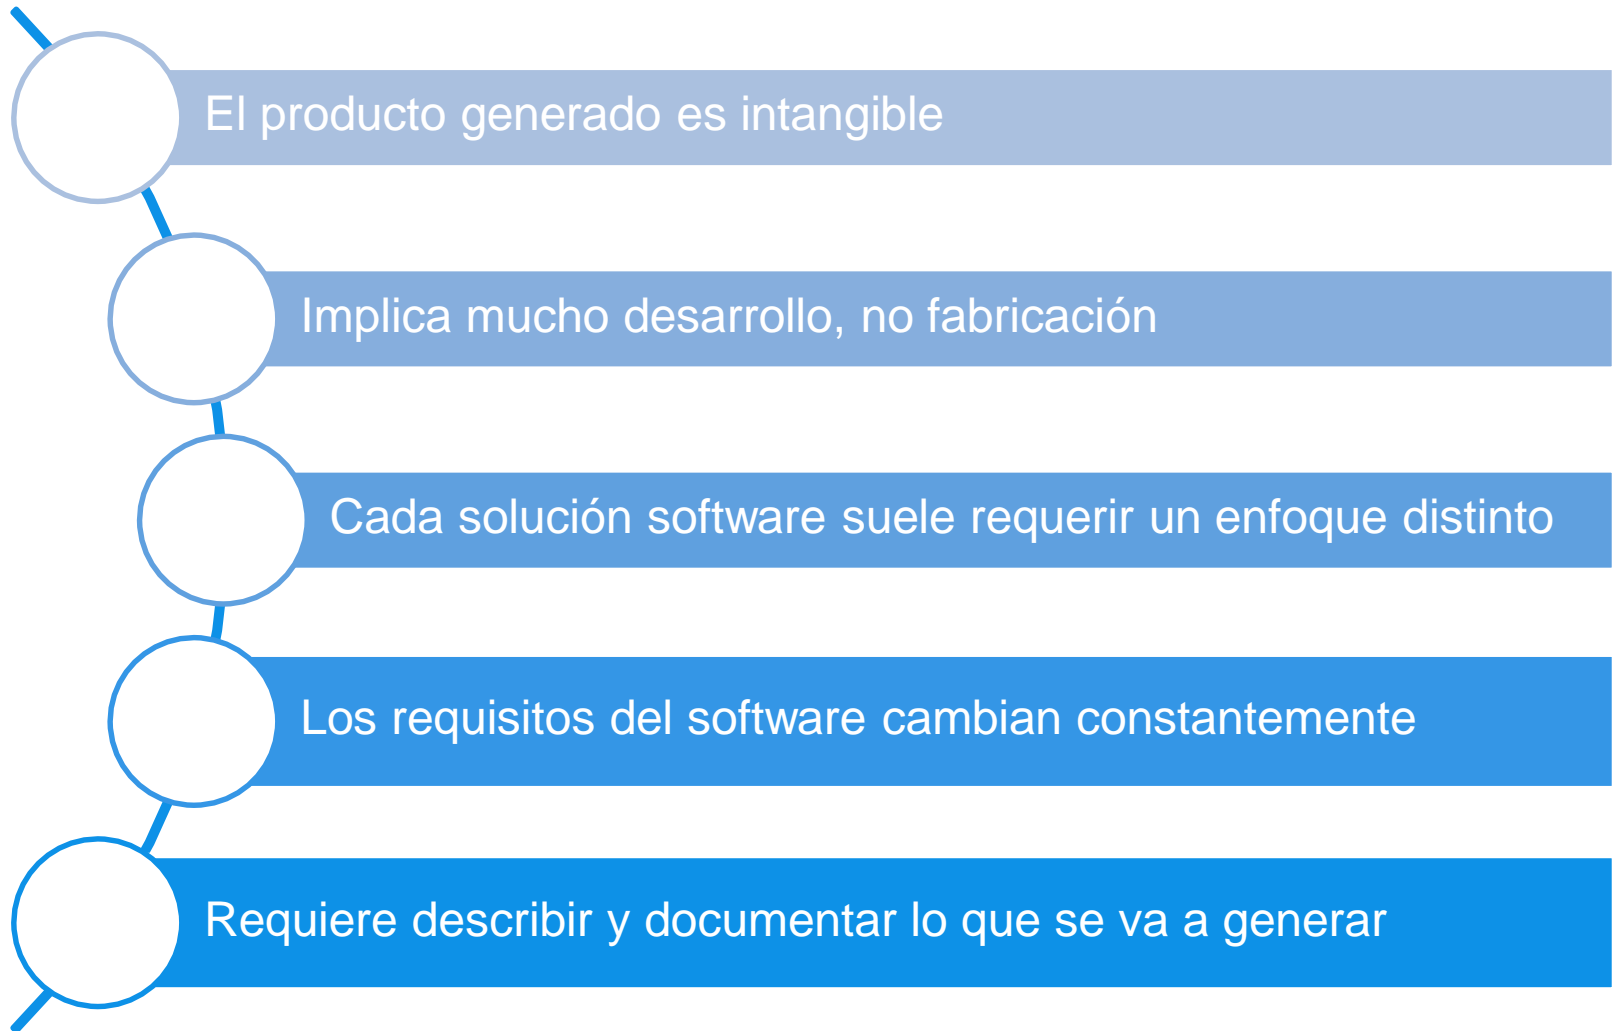 El producto generado es intangible
Implica mucho desarrollo, no fabricación
Cada solución software suele requerir un enfoque distinto
Los requisitos del software cambian constantemente
Requiere describir y documentar lo que se va a generar